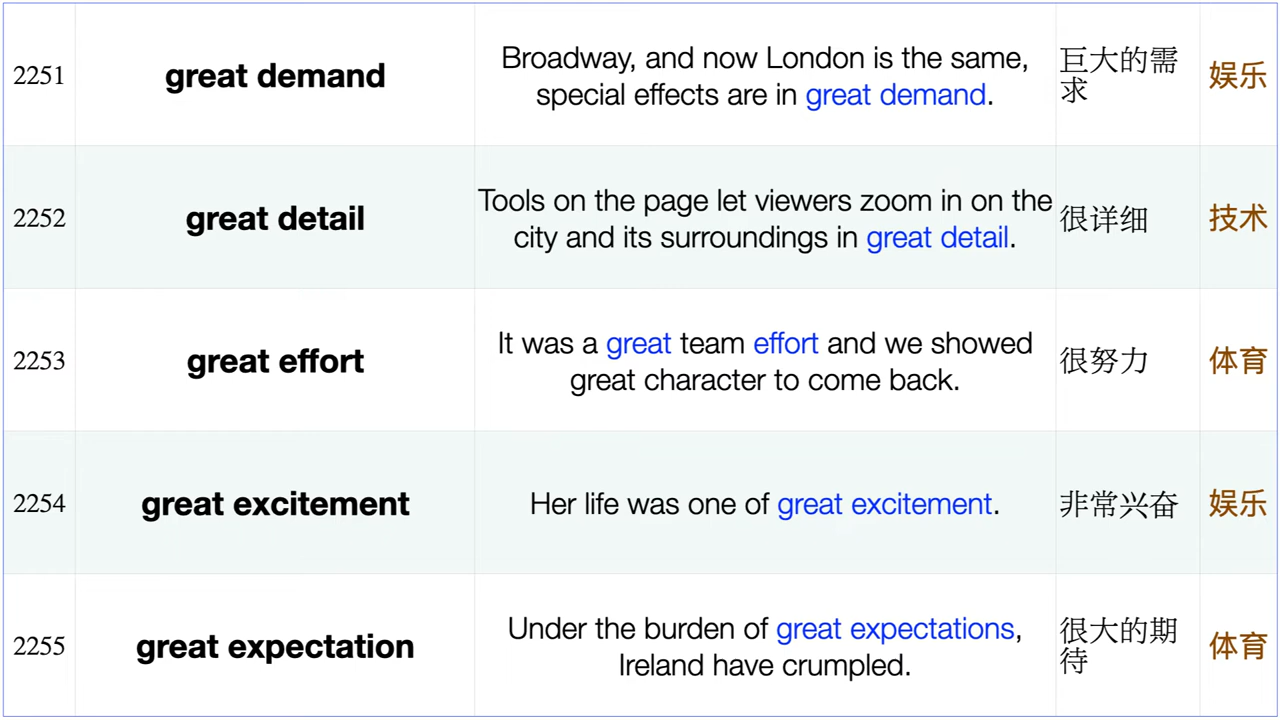 2251
great demand
Broadway, and now London is the same,
special effects are in great demand.
巨大的需
求
娱乐
2252
great detail
Tools on the page let viewers zoom in on the
city and its surroundings in great detail.
很详细
技术
2253
great effort
It was a great team effort and we showed
great character to come back.
很努力
体育
2254
great excitement
Her life was one of great excitement.
非常兴奋
娱乐
2255
great expectation
Under the burden of great expectations,
Ireland have crumpled.
很大的期
待
体育